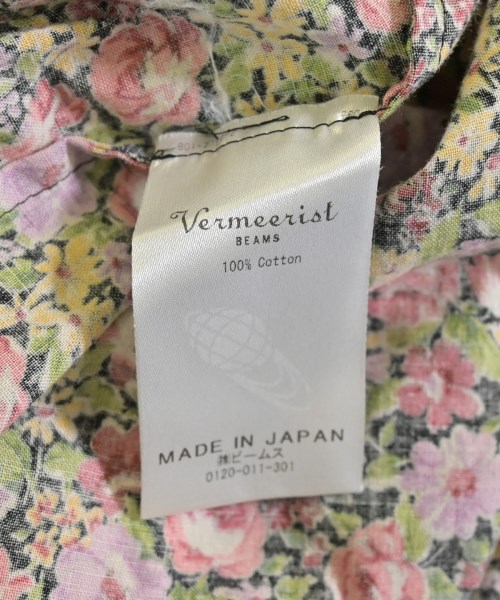 Vermeerist
BEAMS
100% Cotton
MADE IN JAPAN
㈱ビームス
0120-011-301